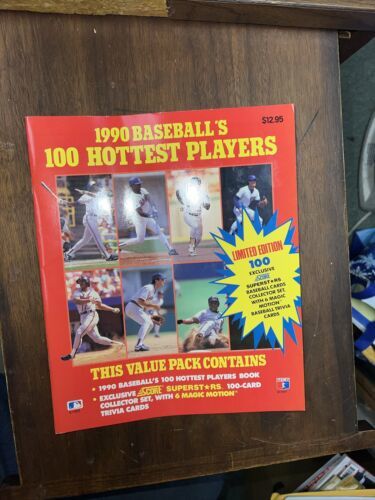 $12.95
1990 BASEBALL'S
100 HOTTEST PLAYERS
LIMITED EDITION
100
EXCLUSIVE
SCORE
SUPERST★RS
BASEBALL CARDS
COLLECTOR SET,
WITH 6 MAGIC
MOTION™
BASEBALL TRIVIA
CARDS
THIS VALUE PACK CONTAINS
• 1990 BASEBALL'S 100 HOTTEST PLAYERS BOOK
• EXCLUSIVE SCORE SUPERST★RS 100-CARD
COLLECTOR SET, WITH 6 MAGIC MOTION™
TRIVIA CARDS